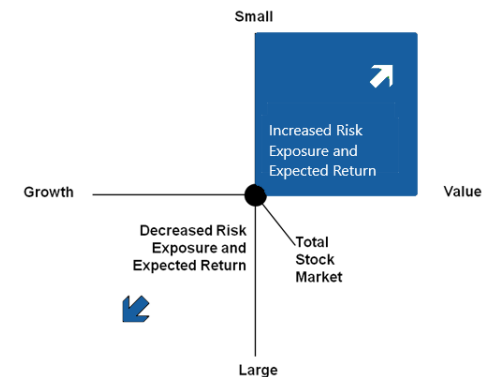 Small
Increased Risk
Exposure and
Expected Return
Growth
Value
Decreased Risk
Exposure and
Expected Return
Total
Stock
Market
Large